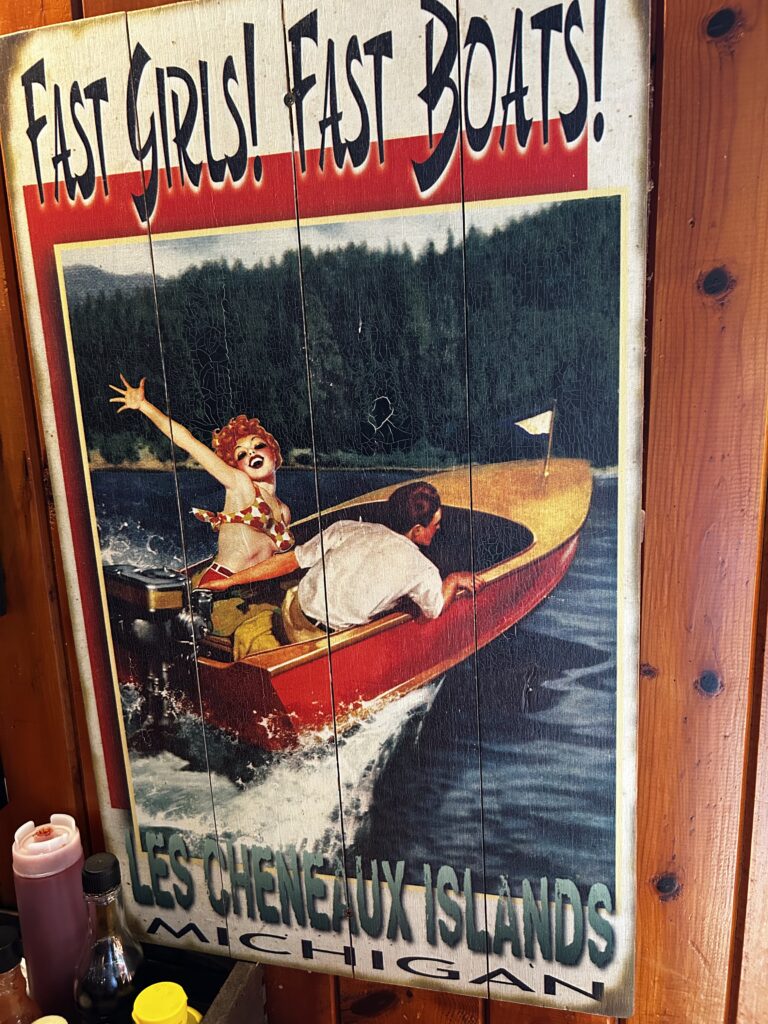 Fast Girls! Fast Boats!
LES CHENEAUX ISLANDS
MICHIGAN